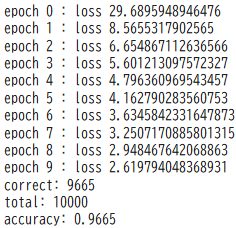 epoch 0 : loss 29.6895948946476
epoch 1 : loss 8.5655317902565
epoch 2 : loss 6.654867112636566
epoch 3 : loss 5.601213097572327
epoch 4 : loss 4.796360969543457
epoch 5 : loss 4.162790283560753
epoch 6 : loss 3.6345842331647873
epoch 7 : loss 3.2507170885801315
epoch 8 : loss 2.948467642068863
epoch 9 : loss 2.619794048368931
correct: 9665
total: 10000
accuracy: 0.9665